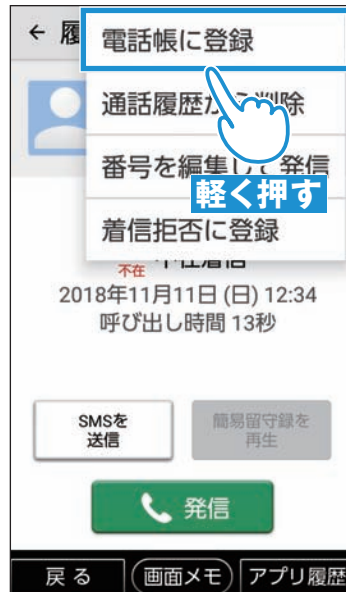 ← 履
電話帳に登録
通話履歴から削除
番号を編集して発信
軽く押す
着信拒否に登録
不在
不在着信
2018年11月11日 (日) 12:34
呼び出し時間 13秒
SMSを
送信
簡易留守録を
再生
発信
戻る
画面メモ
アプリ履歴